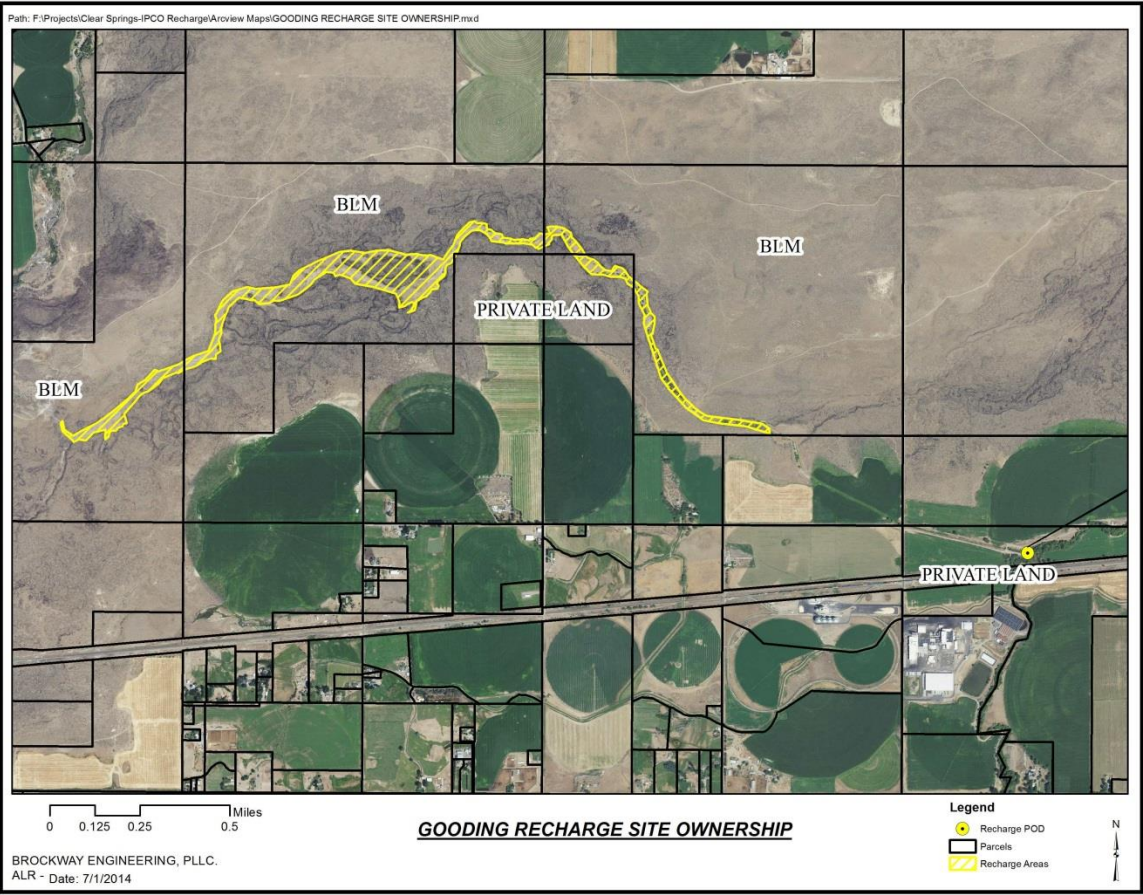 Path: F:\Projects\Clear Springs-IPCO Recharge\Arcview Maps\GOODING RECHARGE SITE OWNERSHIP.mxd
BLM
BLM
PRIVATE LAND
BLM
PRIVATE LAND
Miles
0 0.125 0.25 0.5
GOODING RECHARGE SITE OWNERSHIP
BROCKWAY ENGINEERING, PLLC.
ALR - Date: 7/1/2014
Legend
Recharge POD
Parcels
Recharge Areas
N